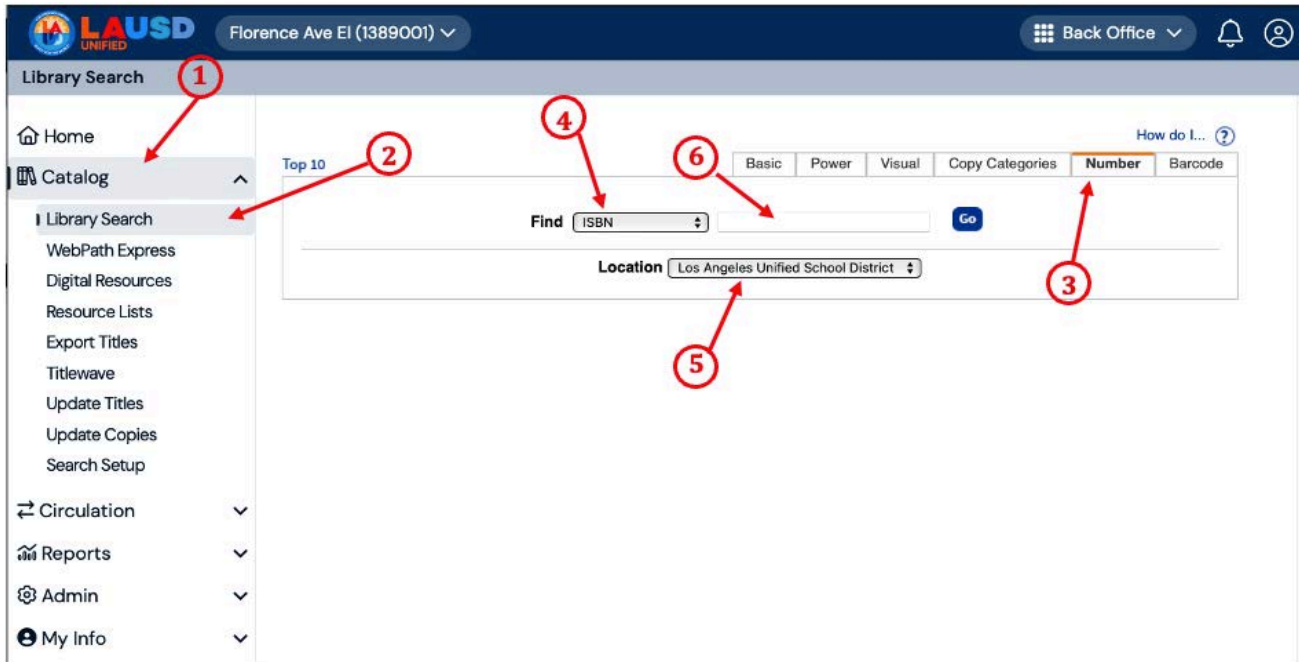 LAUSD
UNIFIED
Florence Ave El (1389001)
Back Office
Library Search
1
Home
Catalog
Library Search
WebPath Express
Digital Resources
Resource Lists
Export Titles
Titlewave
Update Titles
Update Copies
Search Setup
Circulation
Reports
Admin
My Info
2
4
6
How do I... ?
Top 10
Basic Power Visual Copy Categories Number Barcode
Find ISBN Go
Location Los Angeles Unified School District
3
5